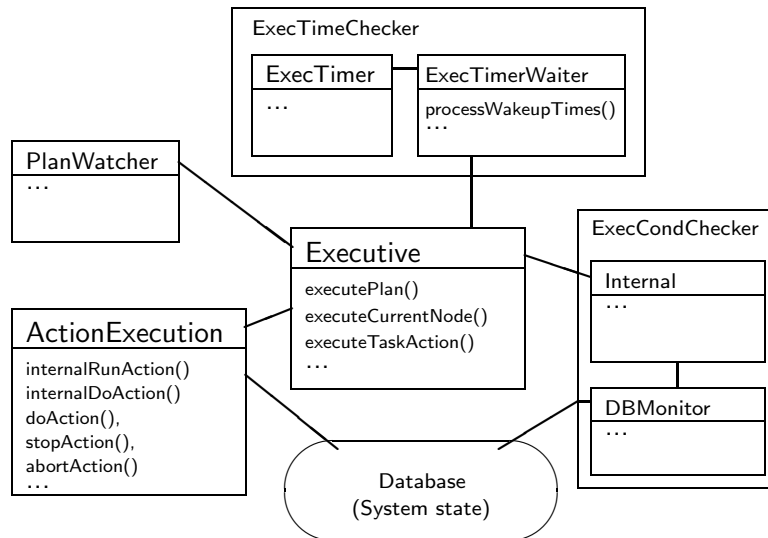 ExecTimeChecker
ExecTimer
...
ExecTimerWaiter
processWakeupTimes()
...
PlanWatcher
...
Executive
executePlan()
executeCurrentNode()
executeTaskAction()
...
ExecCondChecker
Internal
...
DBMonitor
...
ActionExecution
internalRunAction()
internalDoAction()
doAction(),
stopAction(),
abortAction()
...
Database
(System state)